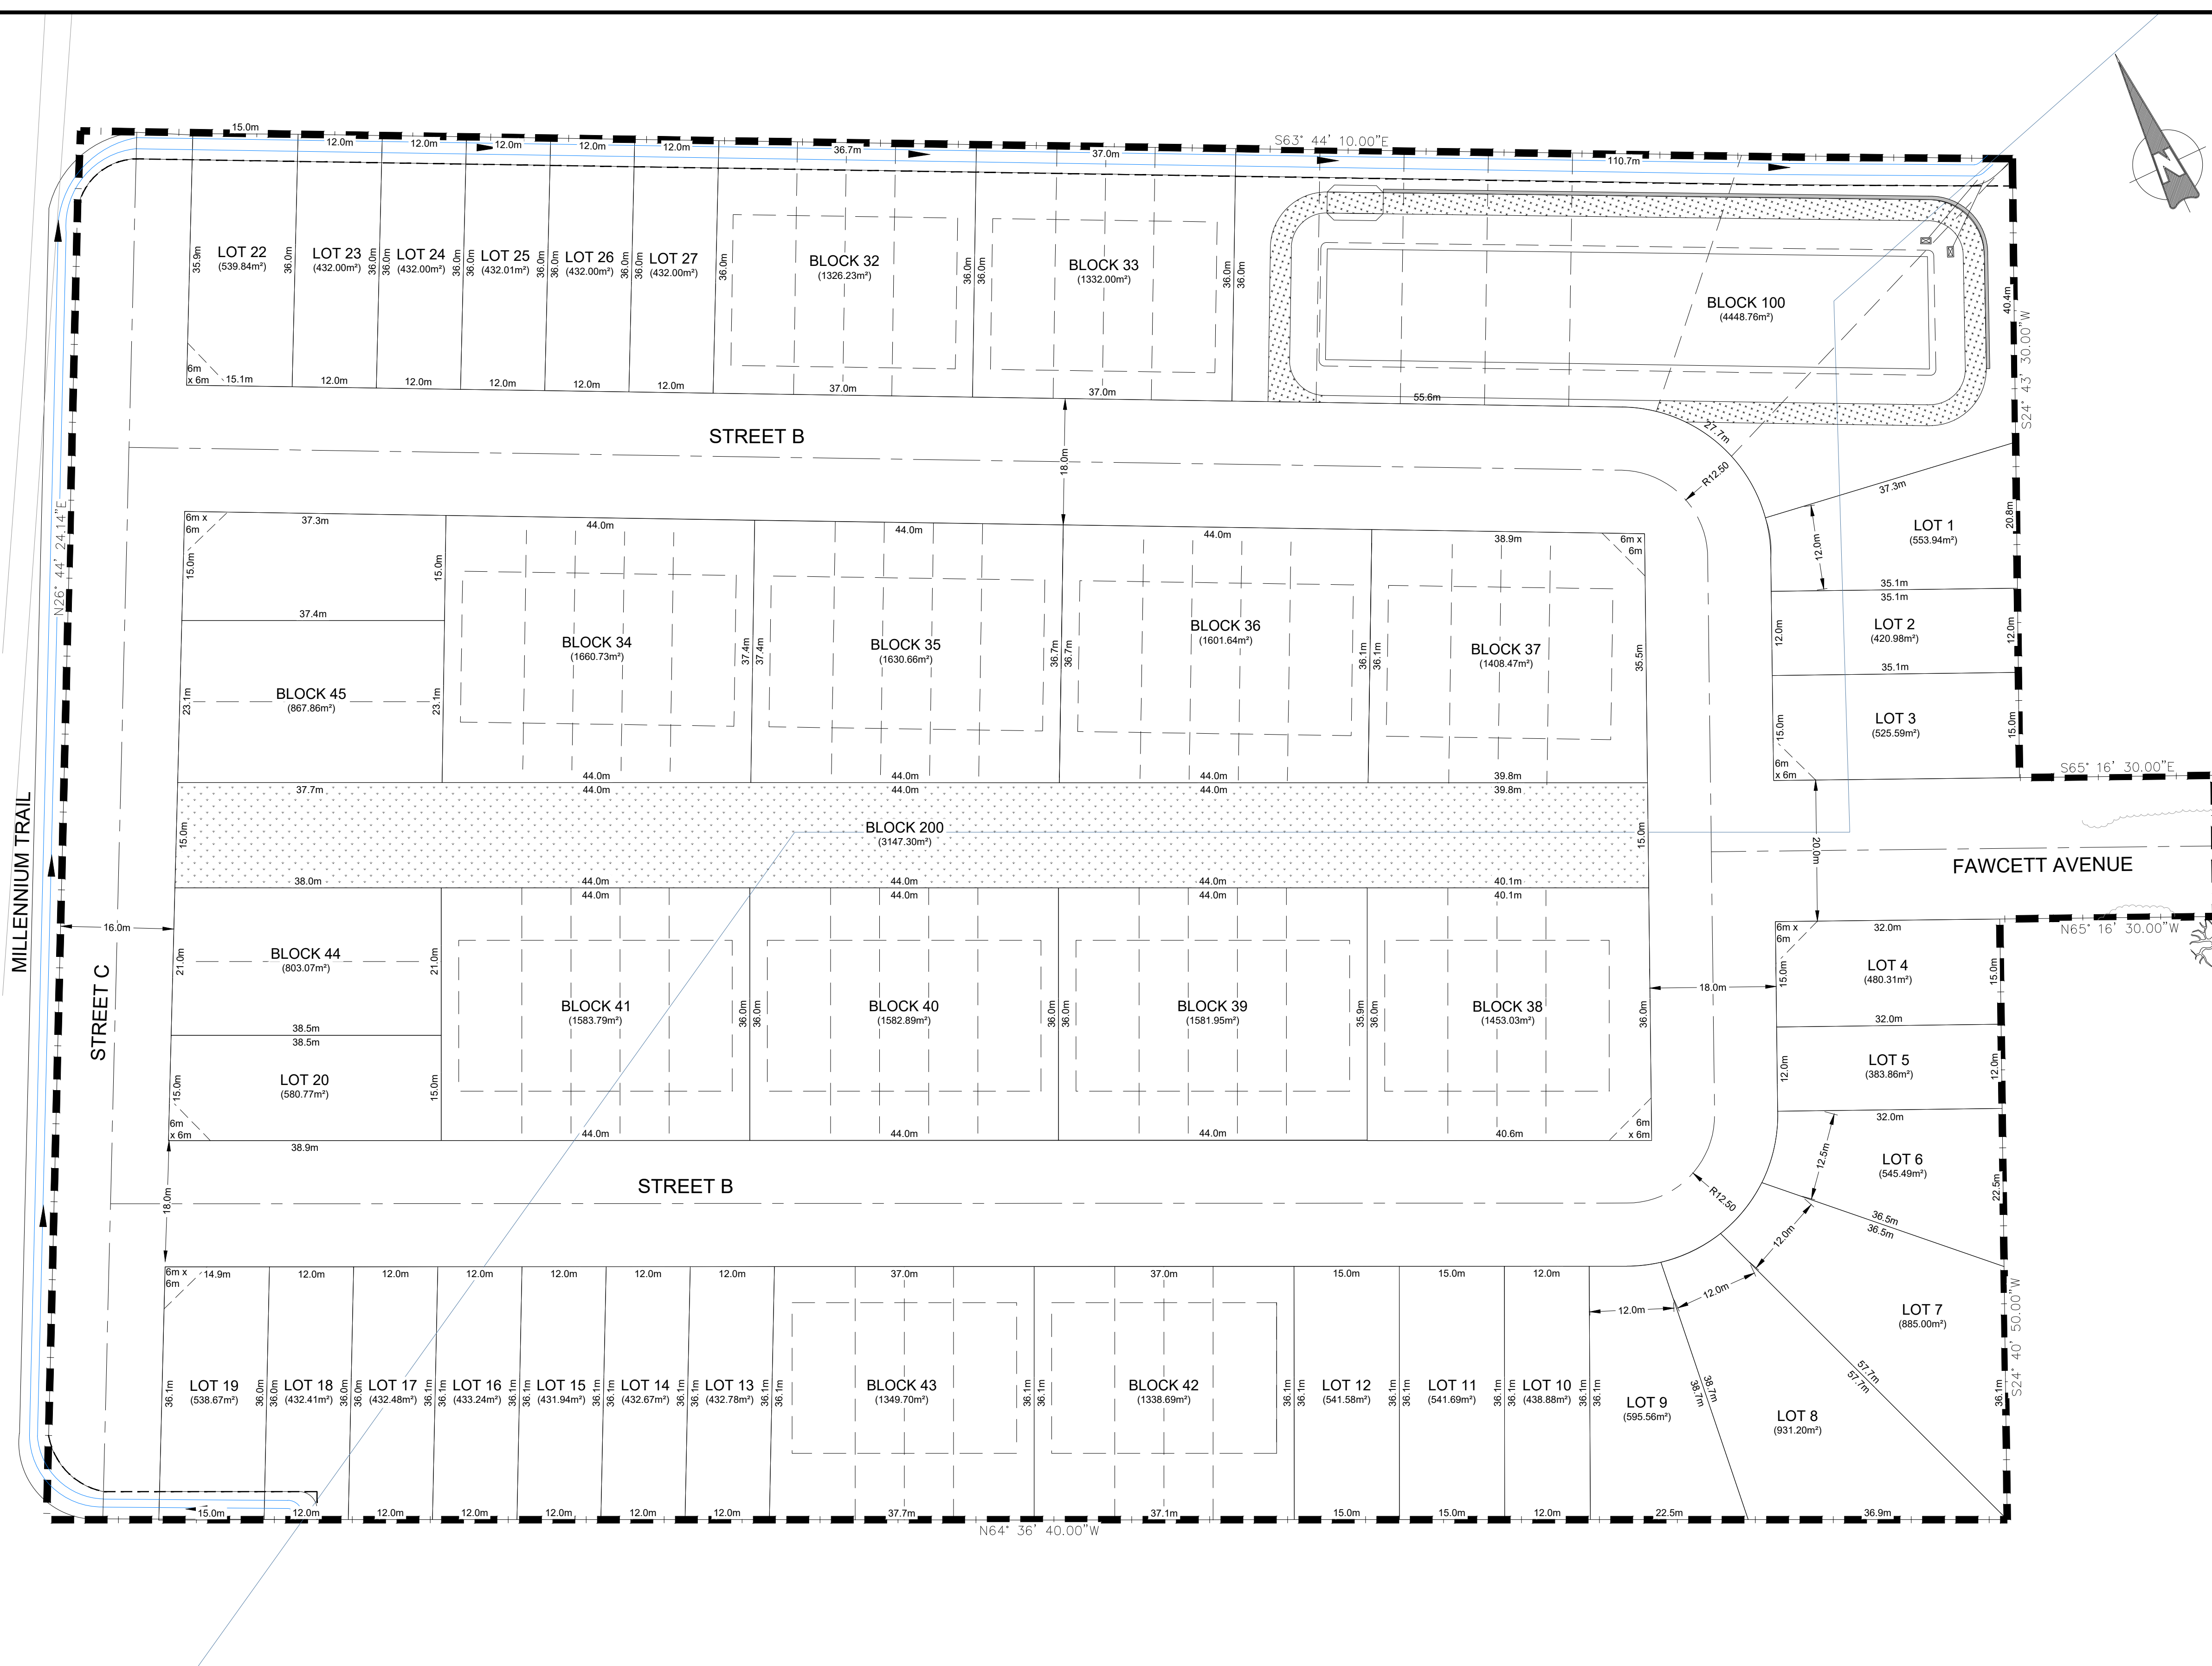 S63° 44' 10.00"E
15.0m
12.0m
12.0m
12.0m
12.0m
12.0m
36.7m
37.0m
110.7m
N
35.9m
LOT 22
(539.84m²)
36.0m
LOT 23
(432.00m²)
36.0m
36.0m
LOT 24
(432.00m²)
36.0m
36.0m
LOT 25
(432.01m²)
36.0m
36.0m
LOT 26
(432.00m²)
36.0m
36.0m
LOT 27
(432.00m²)
36.0m
BLOCK 32
(1326.23m²)
36.0m
36.0m
BLOCK 33
(1332.00m²)
36.0m
36.0m
BLOCK 100
(4448.76m²)
40.4m
S24° 43' 30.00"W
6m
x 6m
15.1m
12.0m
12.0m
12.0m
12.0m
12.0m
37.0m
37.0m
55.6m
27.7m
STREET B
18.0m
R12.50
37.3m
20.8m
LOT 1
(553.94m²)
12.0m
35.1m
35.1m
LOT 2
(420.98m²)
12.0m
12.0m
35.1m
LOT 3
(525.59m²)
15.0m
15.0m
6m
x 6m
N26° 44' 24.14"E
6m x
6m
37.3m
44.0m
44.0m
44.0m
38.9m
6m x
6m
15.0m
15.0m
37.4m
BLOCK 34
(1660.73m²)
37.4m
37.4m
BLOCK 35
(1630.66m²)
36.7m
36.7m
BLOCK 36
(1601.64m²)
36.1m
36.1m
BLOCK 37
(1408.47m²)
35.5m
23.1m
BLOCK 45
(867.86m²)
23.1m
44.0m
44.0m
44.0m
39.8m
37.7m
44.0m
44.0m
44.0m
39.8m
S65° 16' 30.00"E
15.0m
BLOCK 200
(3147.30m²)
15.0m
20.0m
FAWCETT AVENUE
N65° 16' 30.00"W
38.0m
44.0m
44.0m
44.0m
40.1m
44.0m
44.0m
44.0m
40.1m
MILLENNIUM TRAIL
16.0m
STREET C
21.0m
BLOCK 44
(803.07m²)
21.0m
38.5m
38.5m
BLOCK 41
(1583.79m²)
36.0m
36.0m
BLOCK 40
(1582.89m²)
36.0m
36.0m
BLOCK 39
(1581.95m²)
35.9m
36.0m
BLOCK 38
(1453.03m²)
36.0m
18.0m
6m x
6m
32.0m
15.0m
LOT 4
(480.31m²)
15.0m
32.0m
12.0m
LOT 5
(383.86m²)
12.0m
32.0m
15.0m
LOT 20
(580.77m²)
15.0m
6m
x 6m
38.9m
44.0m
44.0m
44.0m
40.6m
6m
x 6m
12.5m
LOT 6
(545.49m²)
22.5m
36.5m
36.5m
STREET B
18.0m
R12.50
12.0m
12.0m
12.0m
6m x
6m
14.9m
12.0m
12.0m
12.0m
12.0m
12.0m
12.0m
37.0m
37.0m
15.0m
15.0m
12.0m
LOT 7
(885.00m²)
S24° 40' 50.00"W
57.7m
57.7m
36.1m
36.1m
LOT 19
(538.67m²)
36.0m
36.0m
LOT 18
(432.41m²)
36.0m
36.0m
LOT 17
(432.48m²)
36.1m
36.1m
LOT 16
(433.24m²)
36.1m
36.1m
LOT 15
(431.94m²)
36.1m
36.1m
LOT 14
(432.67m²)
36.1m
36.1m
LOT 13
(432.78m²)
36.1m
36.1m
BLOCK 43
(1349.70m²)
36.1m
36.1m
BLOCK 42
(1338.69m²)
36.1m
36.1m
LOT 12
(541.58m²)
36.1m
36.1m
LOT 11
(541.69m²)
36.1m
36.1m
LOT 10
(438.88m²)
36.1m
36.1m
LOT 9
(595.56m²)
38.7m
38.7m
LOT 8
(931.20m²)
15.0m
12.0m
12.0m
12.0m
12.0m
12.0m
12.0m
37.7m
37.1m
15.0m
15.0m
12.0m
22.5m
36.9m
N64° 36' 40.00"W